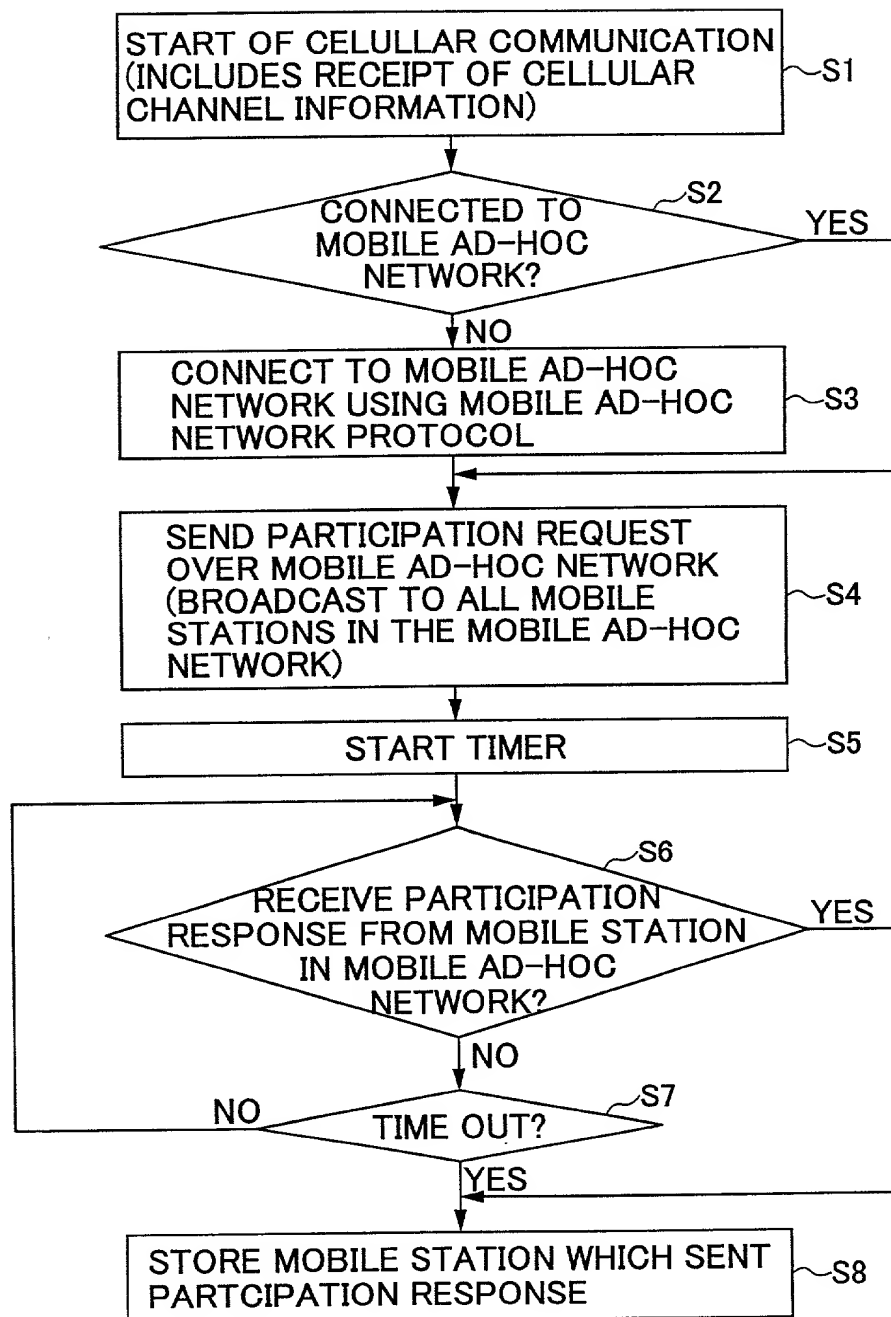 START OF CELULLAR COMMUNICATION
(INCLUDES RECEIPT OF CELLULAR
CHANNEL INFORMATION)
S1
S2
CONNECTED TO
MOBILE AD-HOC
NETWORK?
YES
NO
CONNECT TO MOBILE AD-HOC
NETWORK USING MOBILE AD-HOC
NETWORK PROTOCOL
S3
SEND PARTICIPATION REQUEST
OVER MOBILE AD-HOC NETWORK
(BROADCAST TO ALL MOBILE
STATIONS IN THE MOBILE AD-HOC
NETWORK)
S4
START TIMER
S5
S6
RECEIVE PARTICIPATION
RESPONSE FROM MOBILE STATION
IN MOBILE AD-HOC
NETWORK?
YES
NO
S7
NO
TIME OUT?
YES
STORE MOBILE STATION WHICH SENT
PARTCIPATION RESPONSE
S8